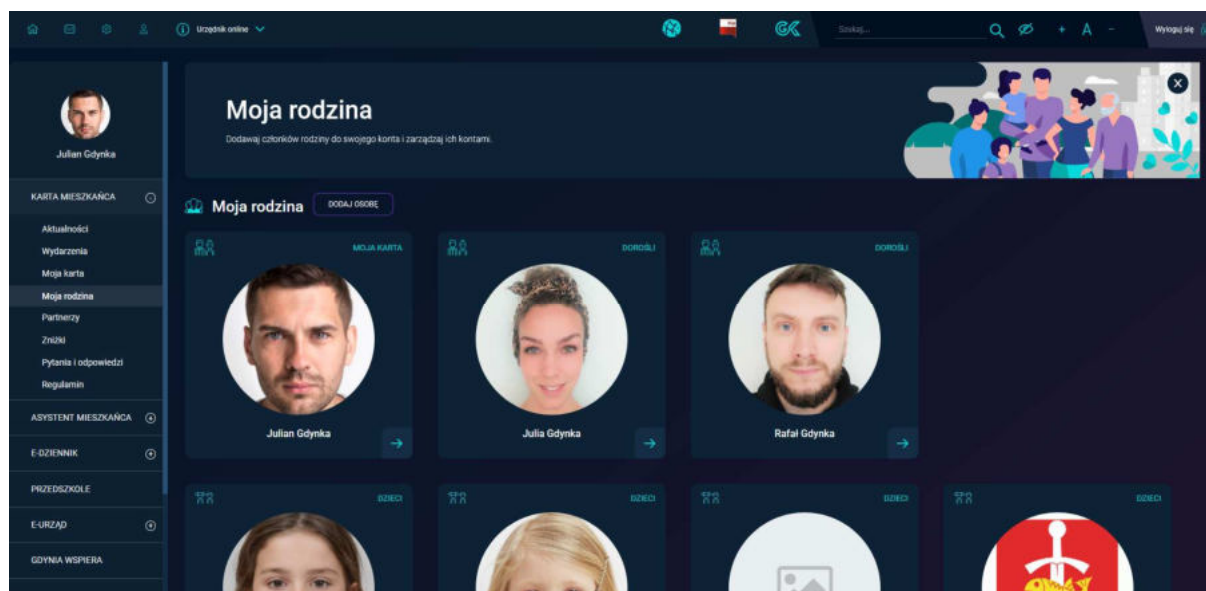 Urzędnik online
GK
Szukaj...
+ A -
Wyloguj się
Julian Gdynka
KARTA MIESZKAŃCA
Aktualności
Wydarzenia
Moja karta
Moja rodzina
Partnerzy
Zniżki
Pytania i odpowiedzi
Regulamin
ASYSTENT MIESZKAŃCA
E-DZIENNIK
PRZEDSZKOLE
E-URZĄD
GDYNIA WSPIERA
Moja rodzina
Dodawaj członków rodziny do swojego konta i zarządzaj ich kontami.
Moja rodzina
DODAJ OSOBĘ
MOJA KARTA
Julian Gdynka
DOROŚLI
Julia Gdynka
DOROŚLI
Rafał Gdynka
DZIECI
DZIECI
DZIECI
DZIECI